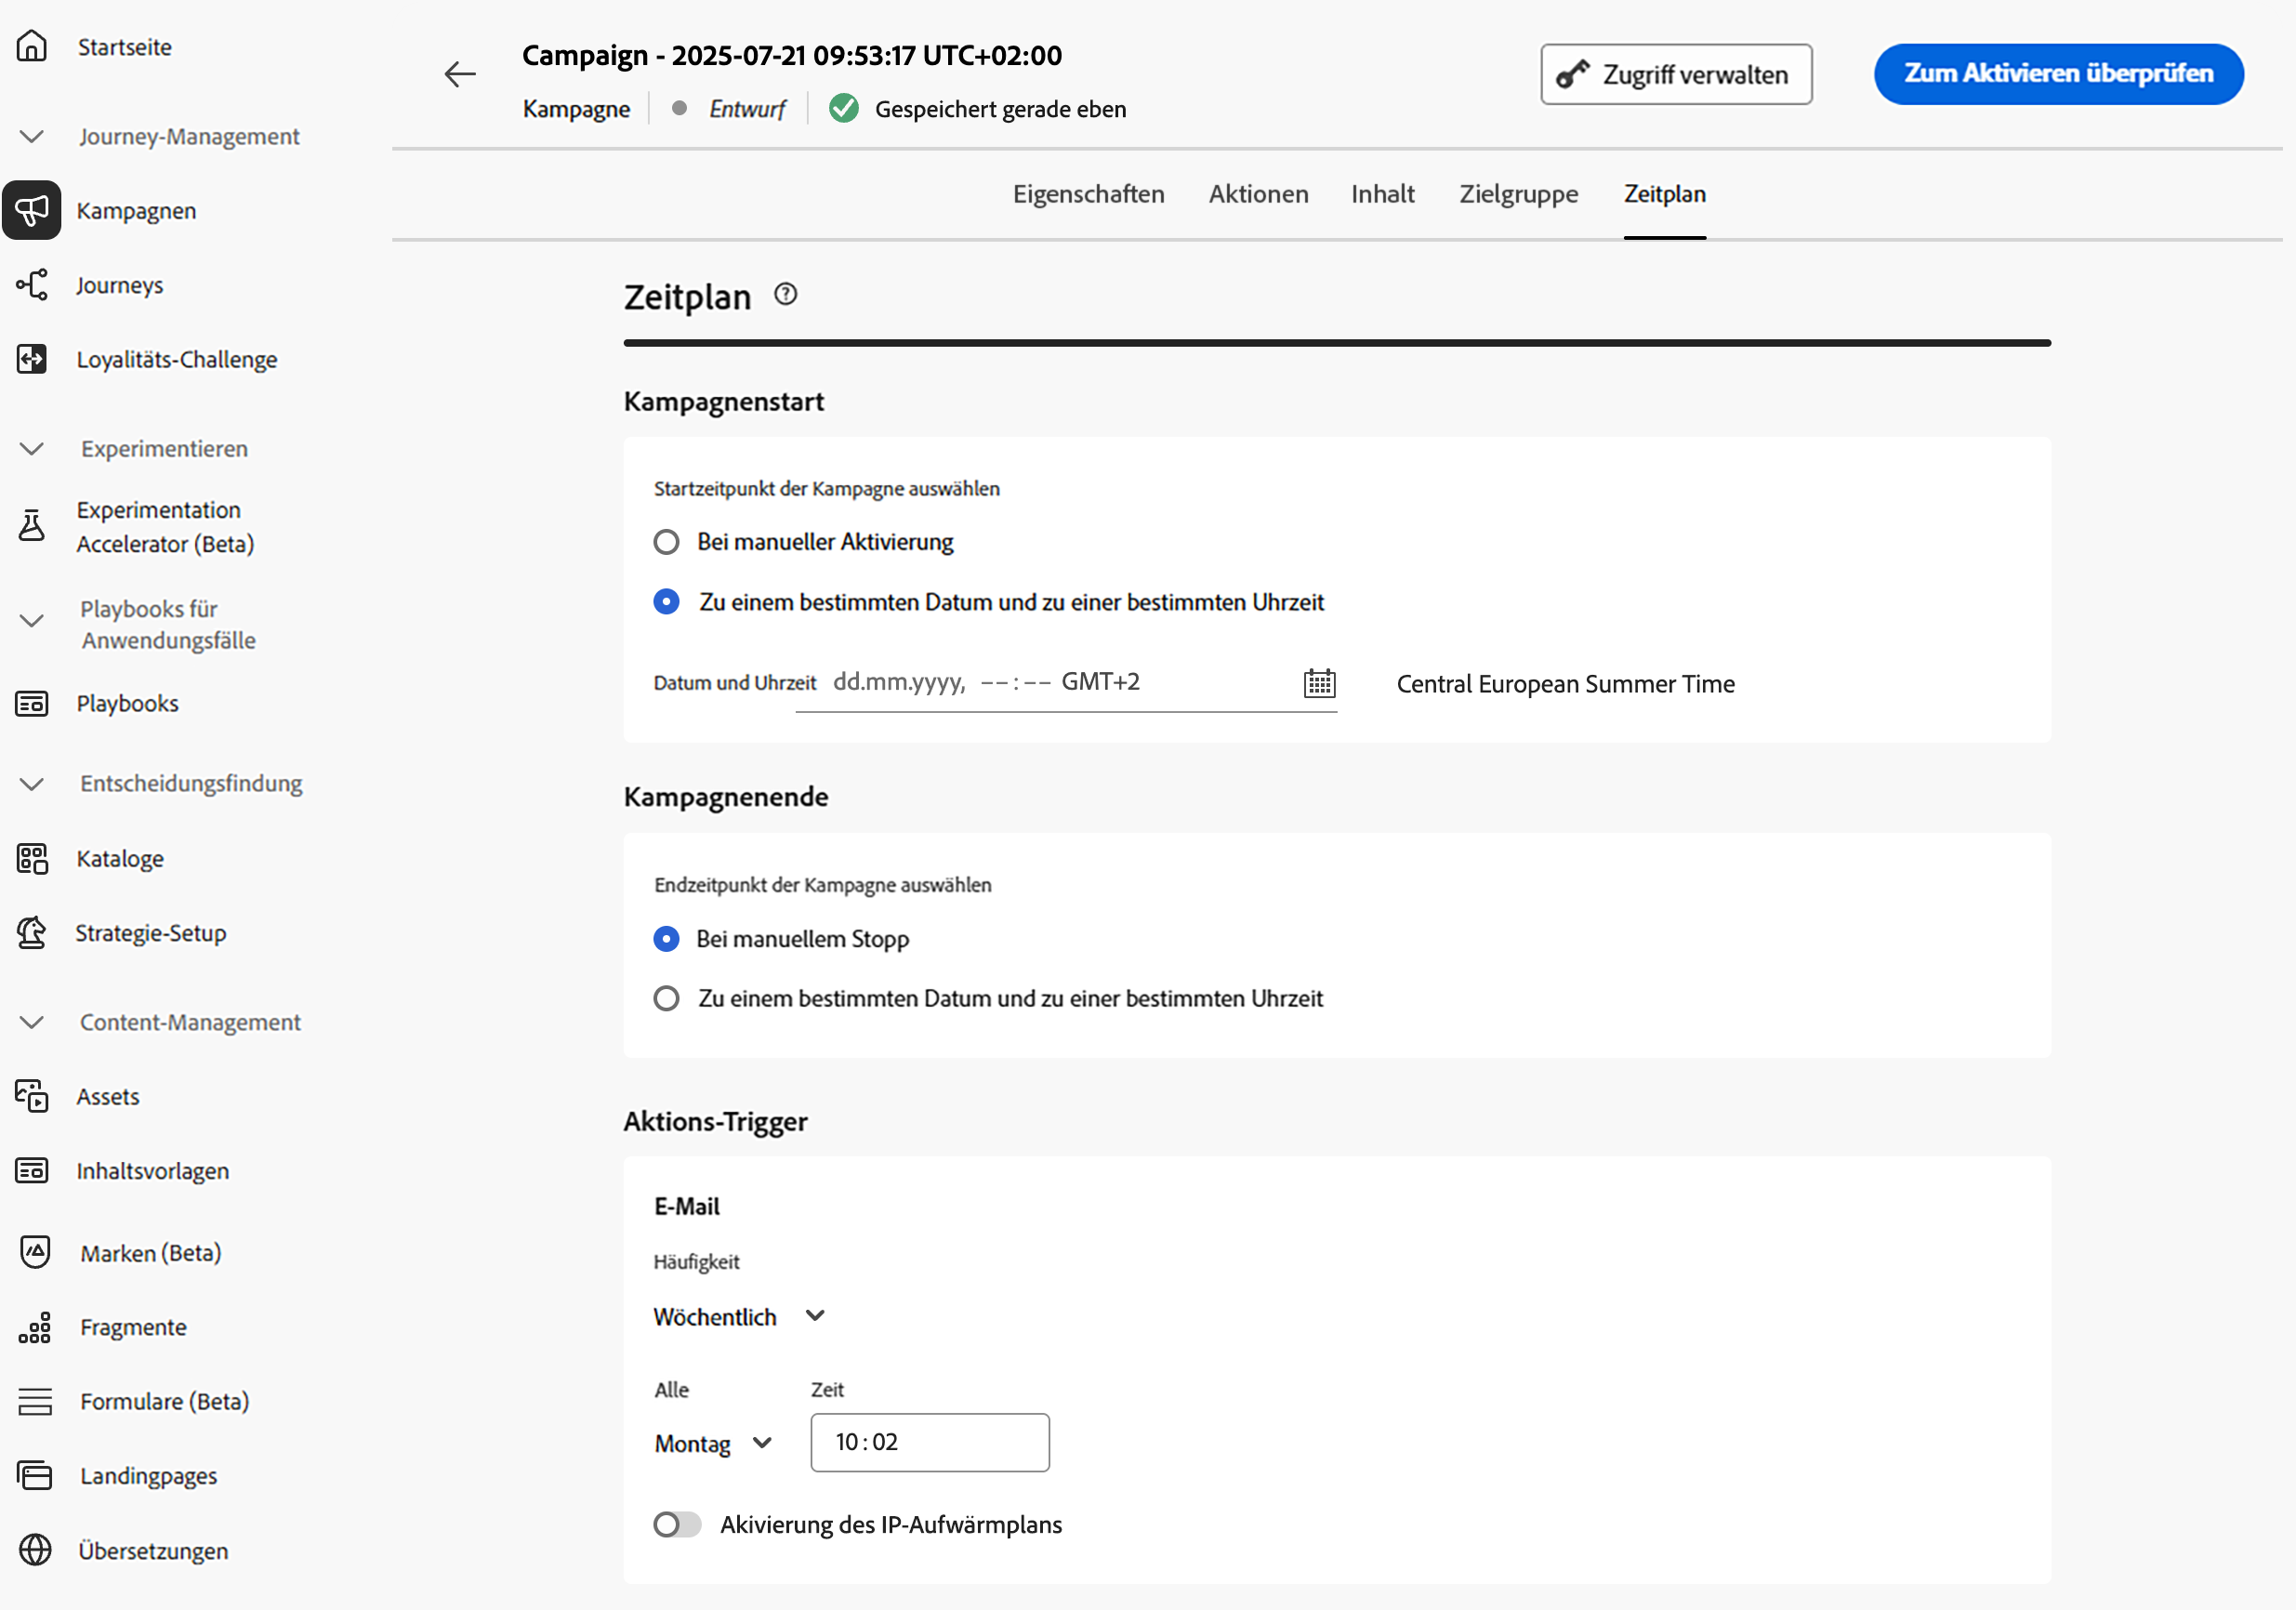 Startseite
Journey-Management
Kampagnen
Journeys
Loyalitäts-Challenge
Experimentieren
Experimentation
Accelerator (Beta)
Playbooks für
Anwendungsfälle
Playbooks
Entscheidungsfindung
Kataloge
Strategie-Setup
Content-Management
Assets
Inhaltsvorlagen
Marken (Beta)
Fragmente
Formulare (Beta)
Landingpages
Übersetzungen
Campaign - 2025-07-21 09:53:17 UTC+02:00
Kampagne Entwurf Gespeichert gerade eben
Zugriff verwalten
Zum Aktivieren überprüfen
Eigenschaften Aktionen Inhalt Zielgruppe Zeitplan
Zeitplan
Kampagnenstart
Startzeitpunkt der Kampagne auswählen
Bei manueller Aktivierung
Zu einem bestimmten Datum und zu einer bestimmten Uhrzeit
Datum und Uhrzeit dd.mm.yyyy, --:-- GMT+2 Central European Summer Time
Kampagnenende
Endzeitpunkt der Kampagne auswählen
Bei manuellem Stopp
Zu einem bestimmten Datum und zu einer bestimmten Uhrzeit
Aktions-Trigger
E-Mail
Häufigkeit
Wöchentlich
Alle Zeit
Montag 10:02
Akivierung des IP-Aufwärmplans